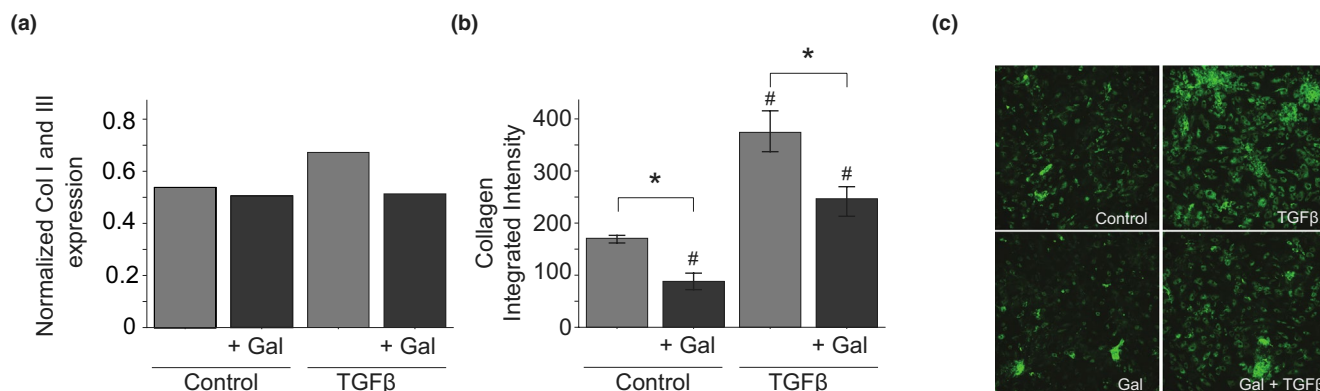 (a)
Normalized Col I and III
expression
0.8
0.6
0.4
0.2
0
+ Gal
+ Gal
Control
TGFβ
(b)
Collagen
Integrated Intensity
400
300
200
100
0
*
*
#
#
#
+ Gal
+ Gal
Control
TGFβ
(c)
Control
TGFβ
Gal
Gal + TGFβ